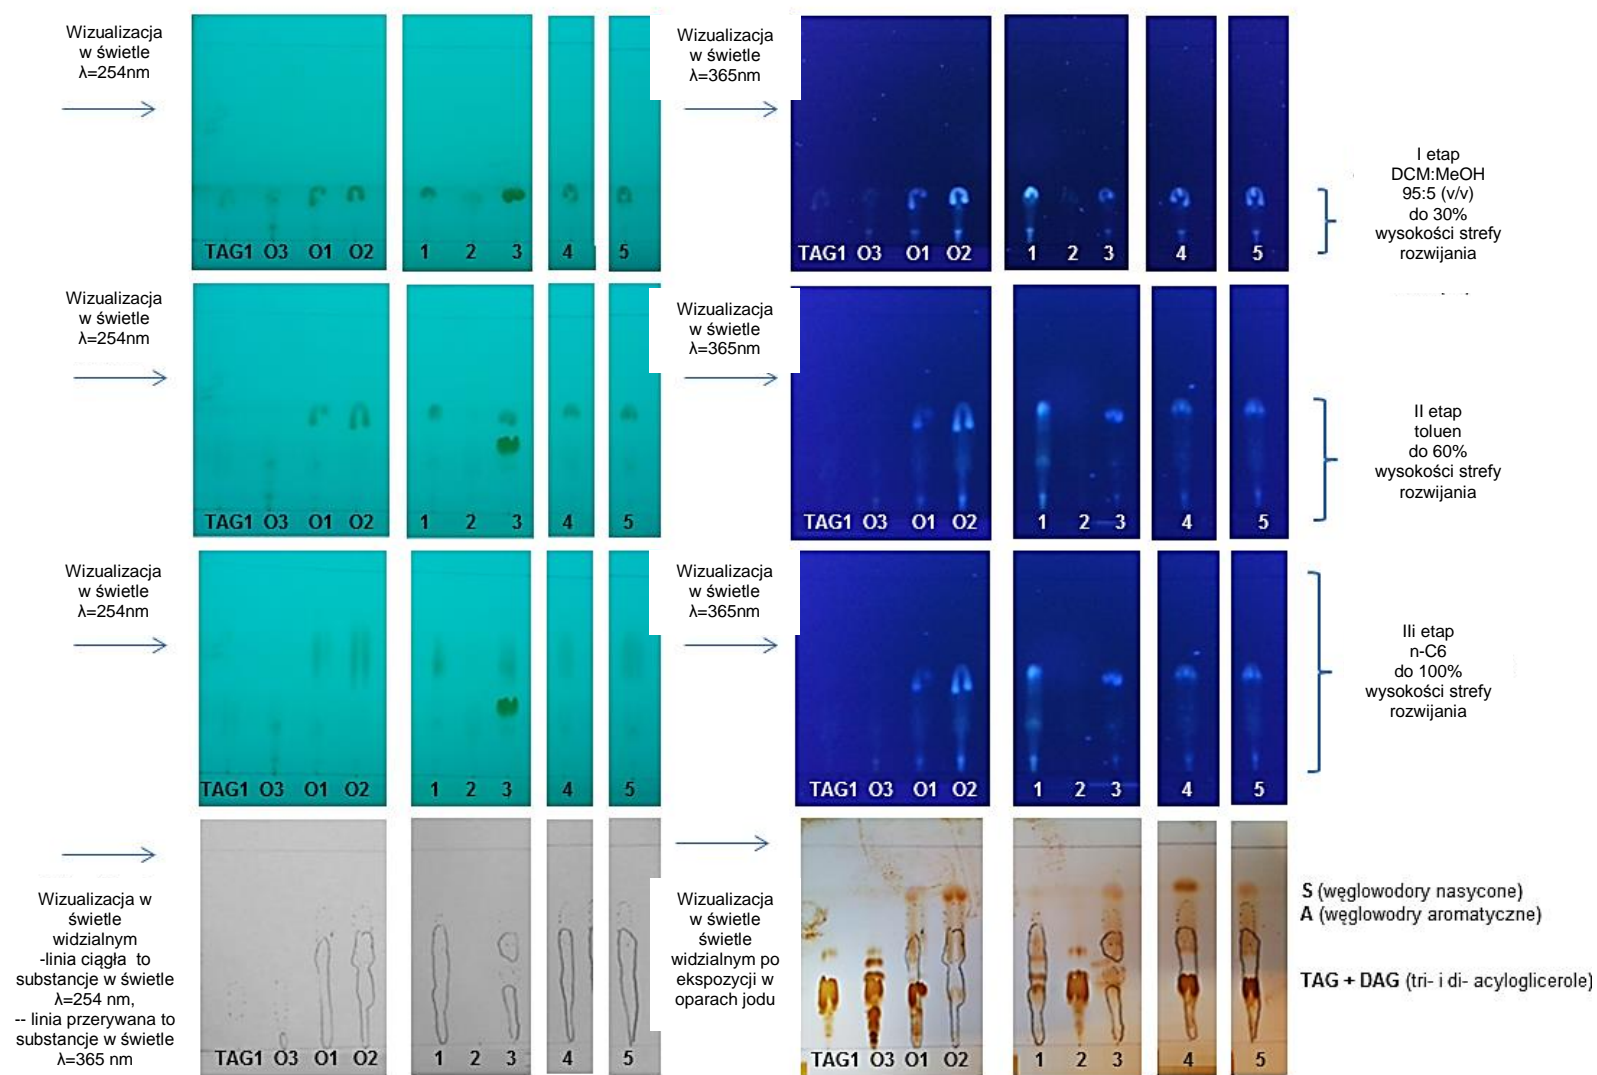 Wizualizacja
w świetle
λ=254nm
TAG1 O3 O1 O2
1 2 3
4
5
Wizualizacja
w świetle
λ=365nm
TAG1 O3 O1 O2
1 2 3
4
5
I etap
DCM:MeOH
95:5 (v/v)
do 30%
wysokości strefy
rozwijania
Wizualizacja
w świetle
λ=254nm
TAG1 O3 O1 O2
1 2 3
4
5
Wizualizacja
w świetle
λ=365nm
TAG1 O3 O1 O2
1 2 3
4
5
II etap
toluen
do 60%
wysokości strefy
rozwijania
Wizualizacja
w świetle
λ=254nm
TAG1 O3 O1 O2
1 2 3
4
5
Wizualizacja
w świetle
λ=365nm
TAG1 O3 O1 O2
1 2 3
4
5
IIi etap
n-C6
do 100%
wysokości strefy
rozwijania
Wizualizacja w
świetle
widzialnym
-linia ciągła to
substancje w świetle
λ=254 nm,
-- linia przerywana to
substancje w świetle
λ=365 nm
TAG1 O3 O1 O2
1 2 3
4
5
Wizualizacja
w świetle
świetle
widzialnym po
ekspozycji w
oparach jodu
TAG1 O3 O1 O2
1 2 3
4
5
S (węglowodory nasycone)
A (węglowodry aromatyczne)
TAG + DAG (tri- i di- acyloglicerole)